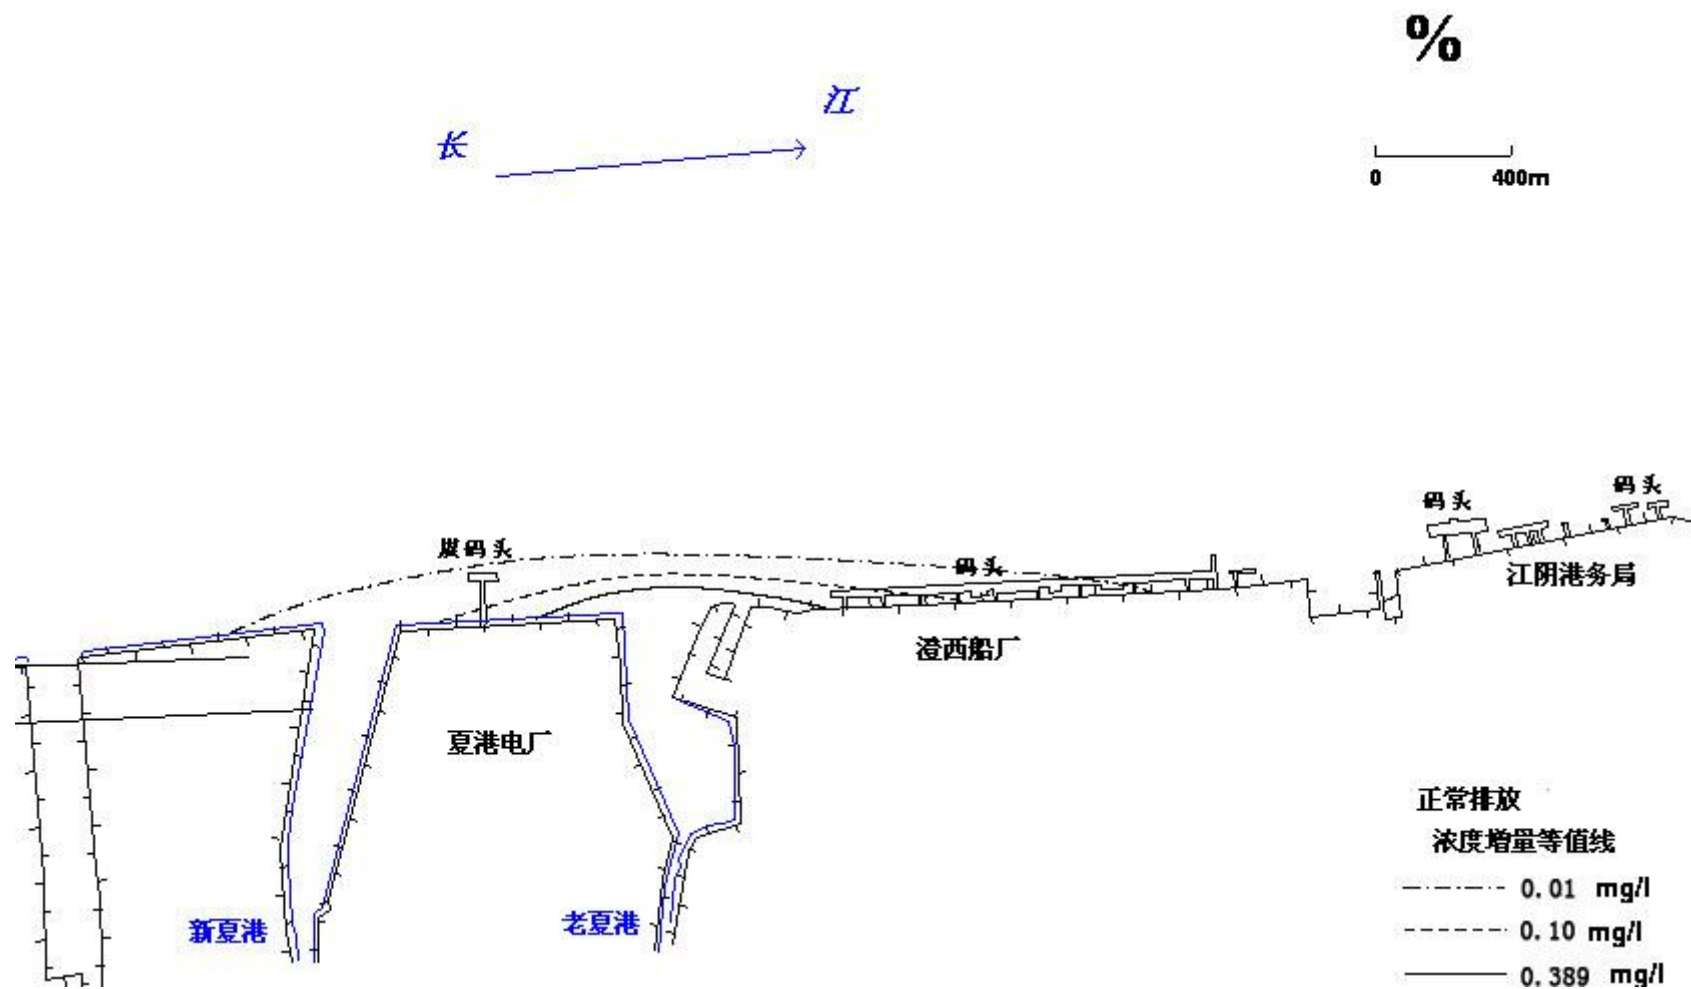 %
江
长
0 400m
码头
码头
煤码头
码头
江阴港务局
澄西船厂
夏港电厂
正常排放
浓度增量等值线
0.01 mg/l
新夏港
老夏港
0.10 mg/l
0.389 mg/l